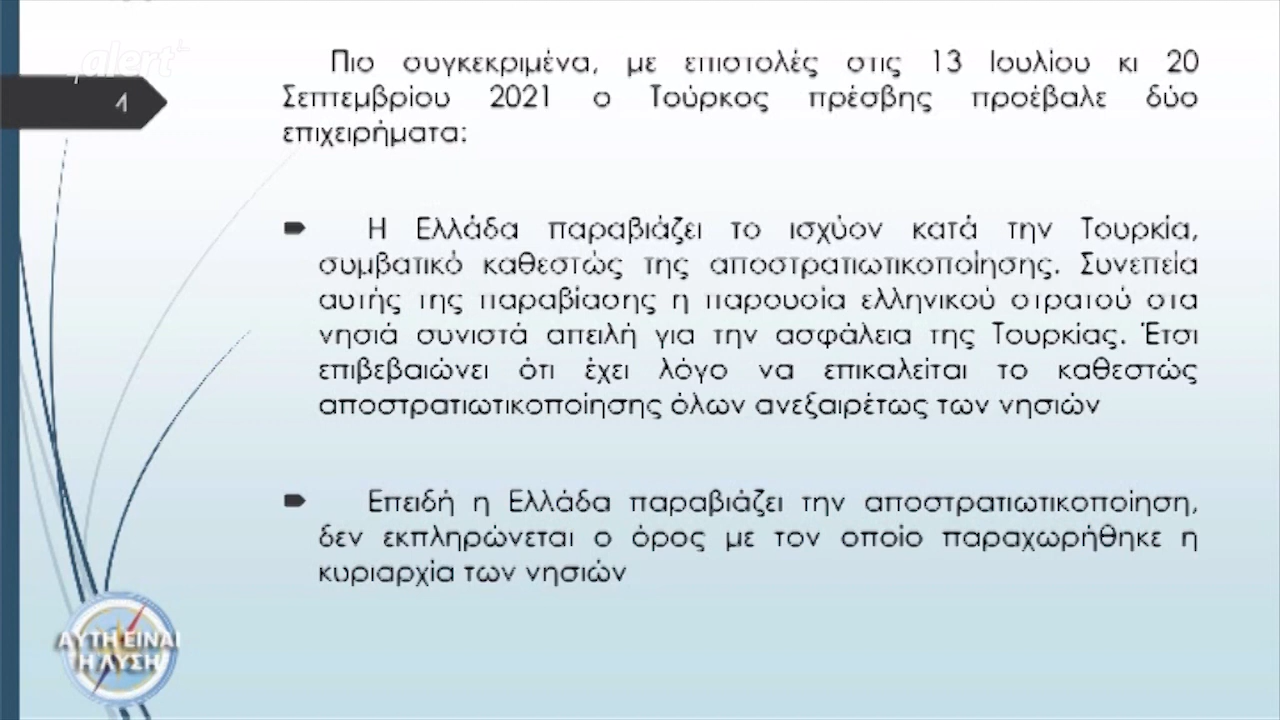 alert
4
Πιο συγκεκριμένα, με επιστολές στις 13 Ιουλίου κι 20
Σεπτεμβρίου 2021 ο Τούρκος πρέσβης προέβαλε δύο
επιχειρήματα:
Η Ελλάδα παραβιάζει το ισχύον κατά την Τουρκία,
συμβατικό καθεστώς της αποστρατιωτικοποίησης. Συνεπεία
αυτής της παραβίασης η παρουσία ελληνικού στρατού στα
νησιά συνιστά απειλή για την ασφάλεια της Τουρκίας. Έτσι
επιβεβαιώνει ότι έχει λόγο να επικαλείται το καθεστώς
αποστρατιωτικοποίησης όλων ανεξαιρέτως των νησιών
Επειδή η Ελλάδα παραβιάζει την αποστρατιωτικοποίηση,
δεν εκπληρώνεται ο όρος με τον οποίο παραχωρήθηκε η
κυριαρχία των νησιών
ΑΥΤΗ ΕΙΝΑΙ
Η ΛΥΣΗ